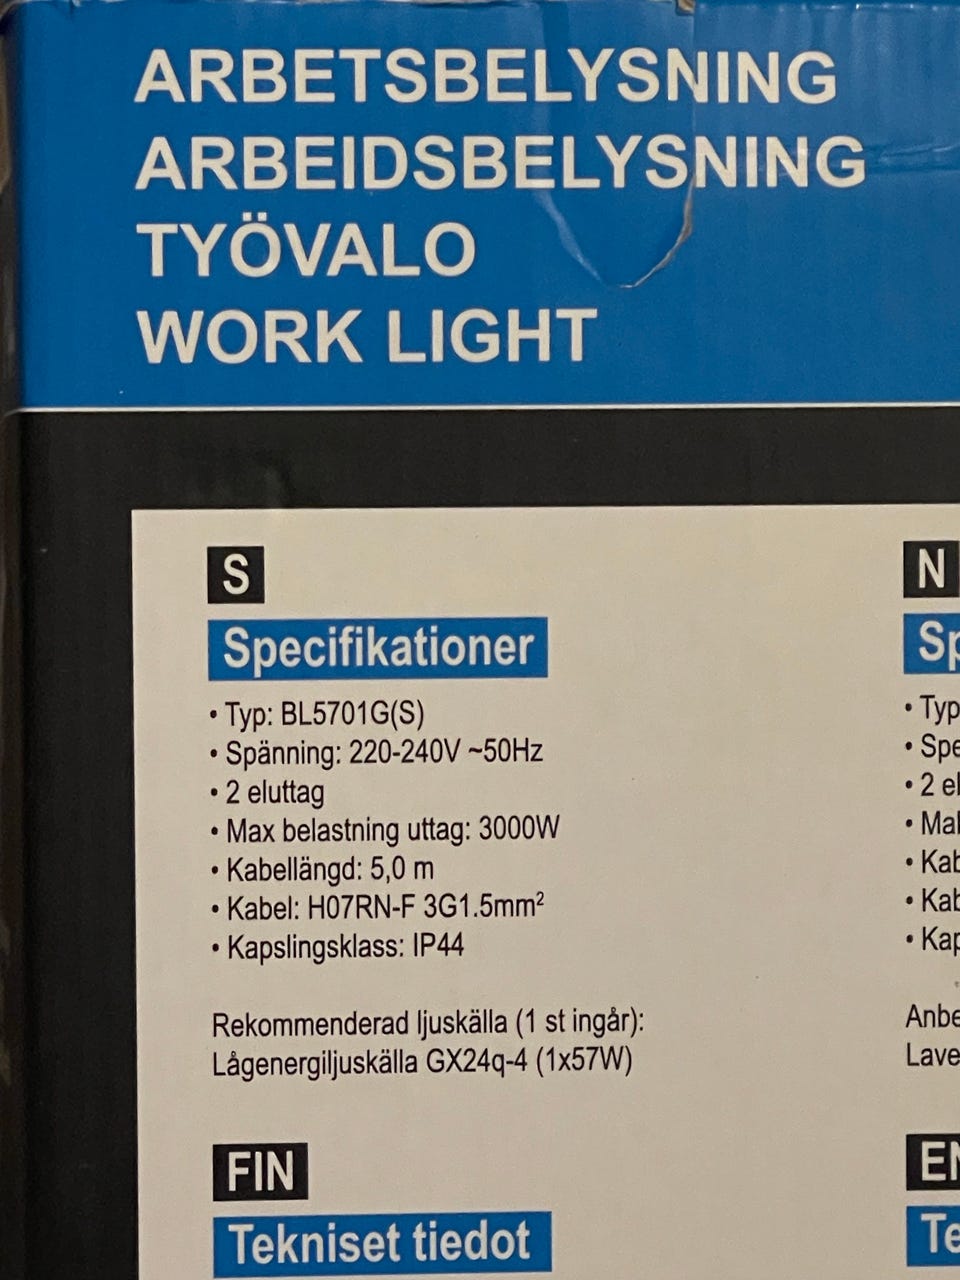 ARBETSBELYSNING
ARBEIDSBELYSNING
TYÖVALO
WORK LIGHT
S
Specifikationer
• Typ: BL5701G(S)
• Spänning: 220-240V ~50Hz
• 2 eluttag
• Max belastning uttag: 3000W
• Kabellängd: 5,0 m
• Kabel: H07RN-F 3G1.5mm²
• Kapslingsklass: IP44
Rekommenderad ljuskälla (1 st ingår):
Lågenergiljuskälla GX24q-4 (1x57W)
FIN
Tekniset tiedot
N
• Typ
• 2